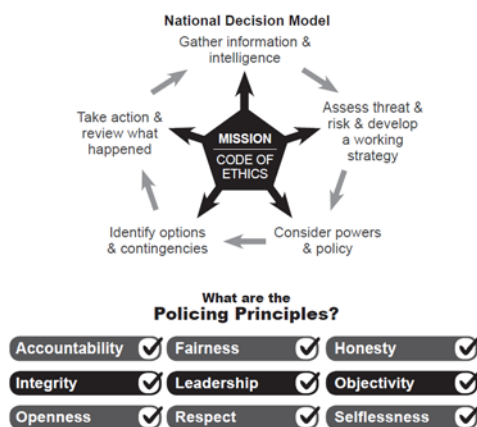 National Decision Model
Gather information &
intelligence
Assess threat &
risk & develop
a working
strategy
Consider powers
& policy
Identify options
& contingencies
Take action &
review what
happened
MISSION
CODE OF
ETHICS
What are the
Policing Principles?
Accountability
Fairness
Honesty
Integrity
Leadership
Objectivity
Openness
Respect
Selflessness